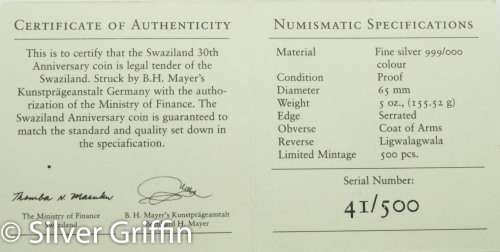 Certificate of Authenticity
This is to certify that the Swaziland 30th
Anniversary coin is legal tender of the
Swaziland. Struck by B.H. Mayer's
Kunstprägeanstalt Germany with the autho-
rization of the Ministry of Finance. The
Swaziland Anniversary coin is guaranteed to
match the standard and quality set down in
the speciafication.
The Ministry of Finance
B. H. Mayer's Kunstprägeanstalt
H. Mayer
Numismatic Specifications
Material Fine silver 999/000
colour
Condition Proof
Diameter 65 mm
Weight 5 oz., (155.52 g)
Edge Serrated
Obverse Coat of Arms
Reverse Ligwalagwala
Limited Mintage 500 pcs.
Serial Number:
41/500
© Silver Griffin